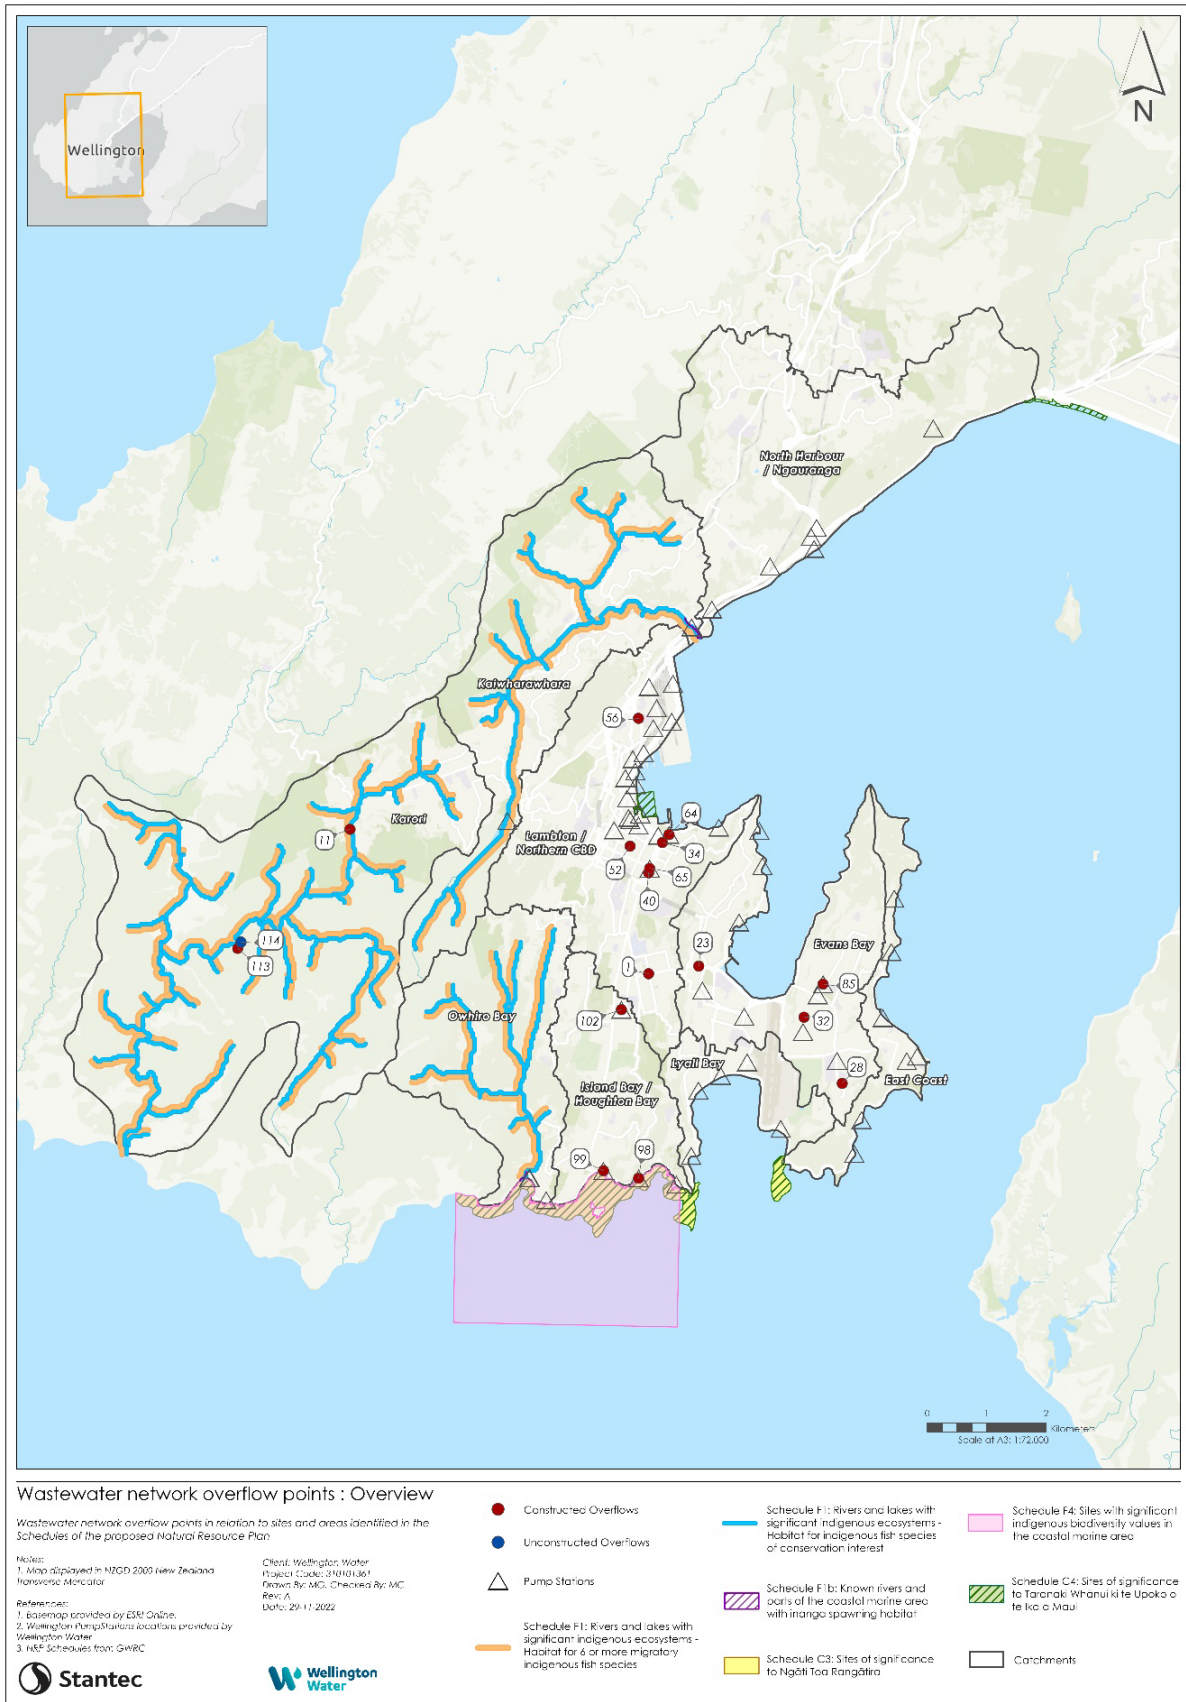 Wellington
N
North Harbour
/ Ngauranga
Kaiwharawhara
56
Karori
11
Lambton /
Northern CBD
64
34
52
65
40
114
113
23
Evans Bay
1
85
Owhiro Bay
102
32
Lyall Bay
28
East Coast
Island Bay /
Houghton Bay
99
98
0 1 2
Kilometers
Scale at A3: 1:72,000
Wastewater network overflow points : Overview
Wastewater network overflow points in relation to sites and areas identified in the
Schedules of the proposed Natural Resource Plan
Notes:
1. Map displayed in NZGD 2000 New Zealand
Transverse Mercator
References:
1. Basemap provided by ESRI Online.
2. Wellington PumpStations locations provided by
Wellington Water
3. NRP Schedules from GWRC
Client: Wellington Water
Project Code: 310101361
Drawn By: MG, Checked By: MC
Rev: A
Date: 29-11-2022
Stantec
Wellington
Water
Constructed Overflows
Unconstructed Overflows
Pump Stations
Schedule F1: Rivers and lakes with
significant indigenous ecosystems -
Habitat for 6 or more migratory
indigenous fish species
Schedule F1: Rivers and lakes with
significant indigenous ecosystems -
Habitat for indigenous fish species
of conservation interest
Schedule F1b: Known rivers and
parts of the coastal marine area
with inanga spawning habitat
Schedule C3: Sites of significance
to Ngāti Toa Rangātira
Schedule F4: Sites with significant
indigenous biodiversity values in
the coastal marine area
Schedule C4: Sites of significance
to Taranaki Whānui ki te Upoko o
te Ika a Maui
Catchments